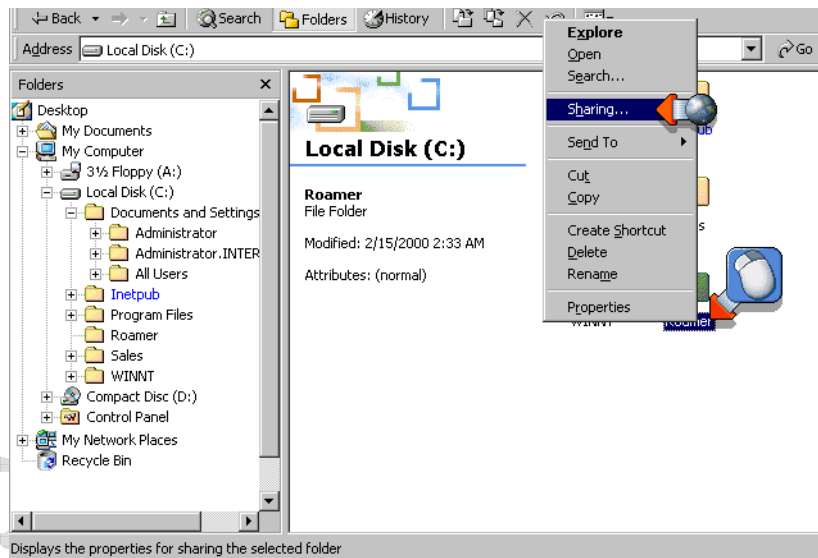 Back Search Folders History
Address Local Disk (C:) Go
Folders
Desktop
My Documents
My Computer
3½ Floppy (A:)
Local Disk (C:)
Documents and Settings
Administrator
Administrator.INTER
All Users
Inetpub
Program Files
Roamer
Sales
WINNT
Compact Disc (D:)
Control Panel
My Network Places
Recycle Bin
Local Disk (C:)
Roamer
File Folder
Modified: 2/15/2000 2:33 AM
Attributes: (normal)
Explore
Open
Search...
Sharing...
Send To
Cut
Copy
Create Shortcut
Delete
Rename
Properties
WINNT Roamer
Displays the properties for sharing the selected folder